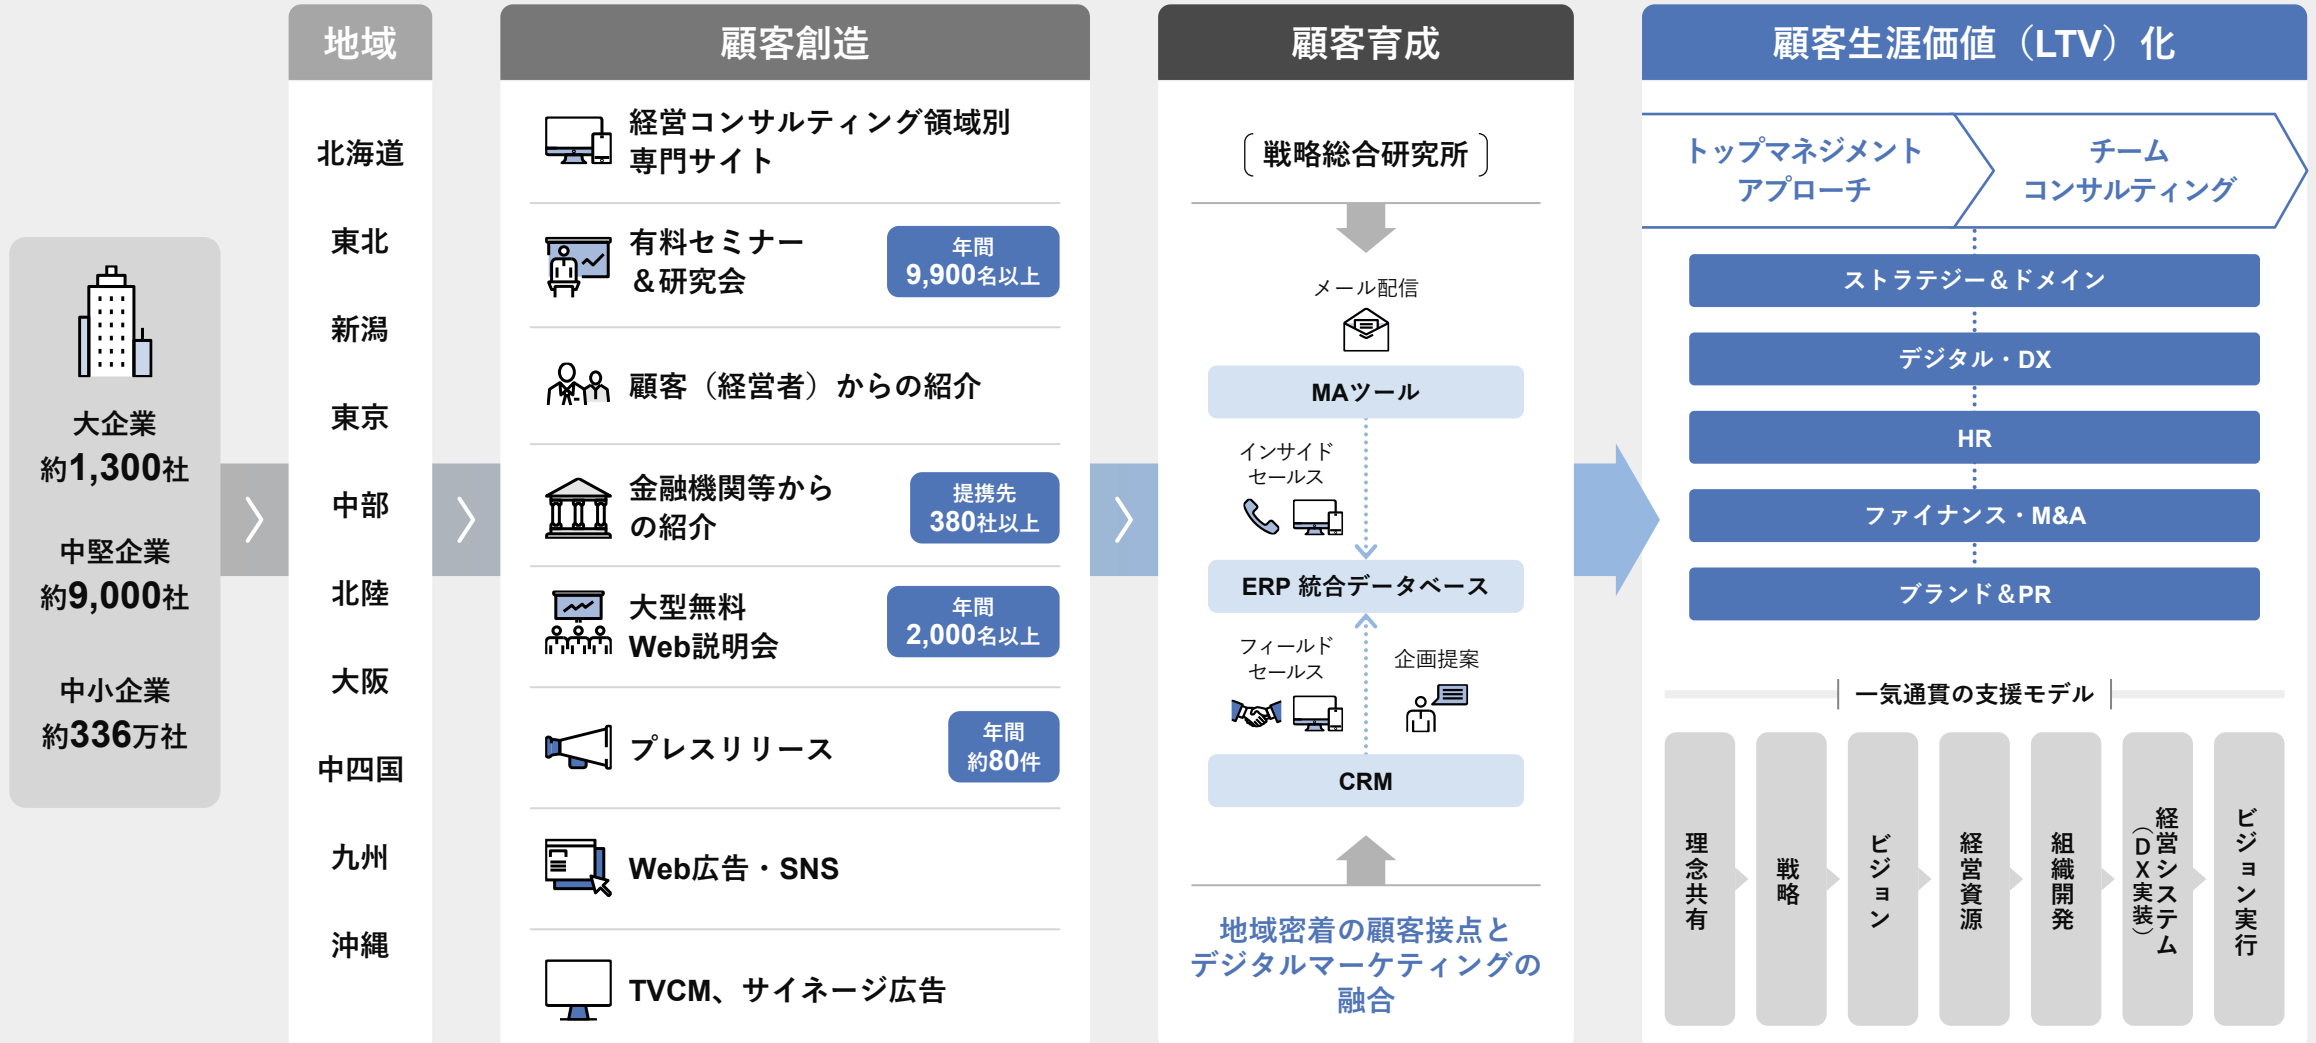 大企業
約1,300社
中堅企業
約9,000社
中小企業
約336万社
地域
北海道
東北
新潟
東京
中部
北陸
大阪
中四国
九州
沖縄
顧客創造
経営コンサルティング領域別
専門サイト
有料セミナー
＆研究会
年間
9,900名以上
顧客（経営者）からの紹介
金融機関等から
の紹介
提携先
380社以上
大型無料
Web説明会
年間
2,000名以上
プレスリリース
年間
約80件
Web広告・SNS
TVCM、サイネージ広告
顧客育成
〔戦略総合研究所〕
メール配信
MAツール
インサイド
セールス
ERP 統合データベース
フィールド
セールス
企画提案
CRM
地域密着の顧客接点と
デジタルマーケティングの
融合
顧客生涯価値（LTV）化
トップマネジメント
アプローチ
チーム
コンサルティング
ストラテジー＆ドメイン
デジタル・DX
HR
ファイナンス・M&A
ブランド＆PR
一気通貫の支援モデル
理念共有
戦略
ビジョン
経営資源
組織開発
経営システム
（DX実装）
ビジョン実行